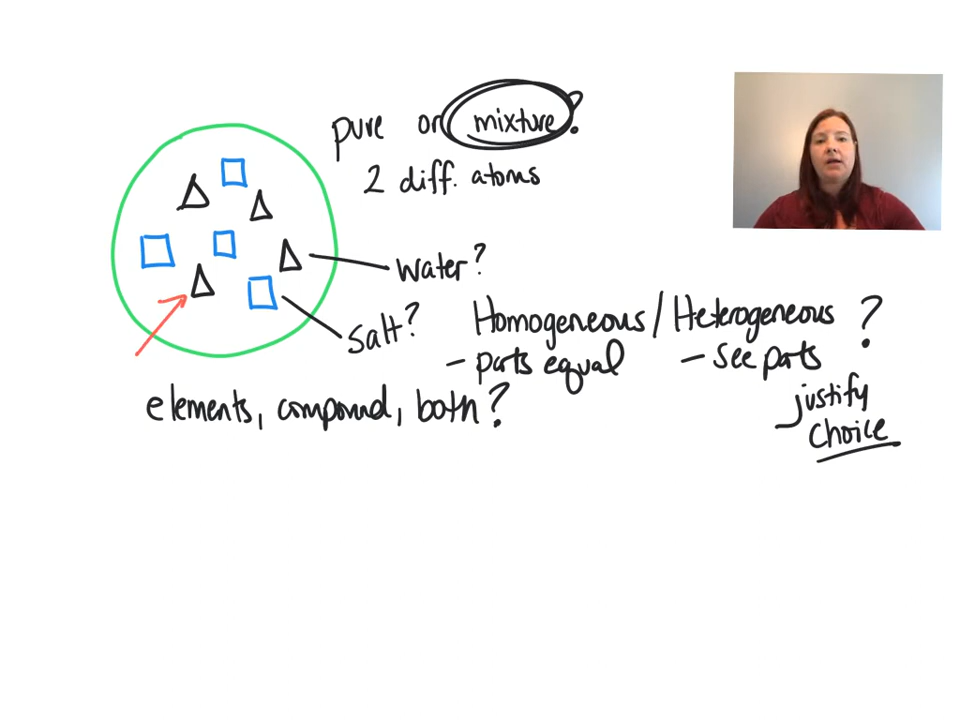 pure or mixture?
2 diff. atoms
water?
salt?
Homogeneous / Heterogeneous ?
- parts equal
- see parts
elements, compound, both?
justify
choice